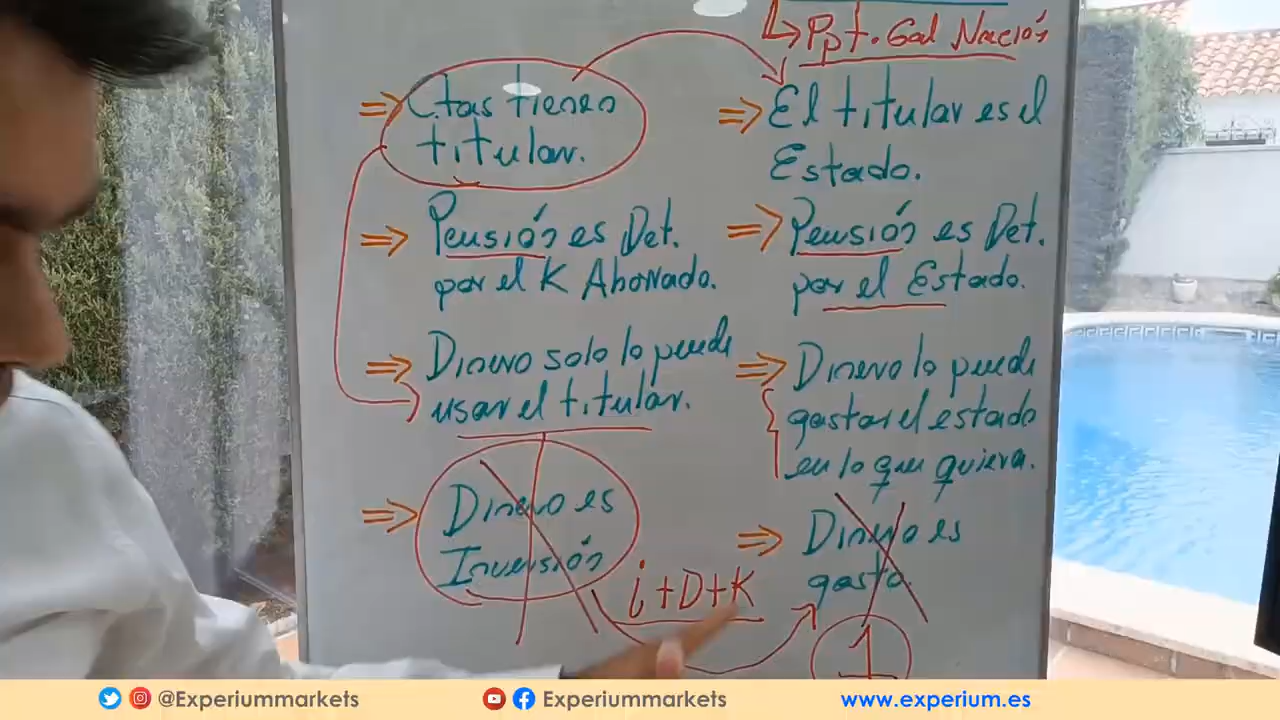 Ppt. Gal Nación
Ctas tienen
titular.
Pensión es Det.
por el K Ahorrado.
Dinero solo lo puede
usar el titular.
Dinero es
Inversión
i+D+K
El titular es el
Estado.
Pensión es Det.
por el Estado.
Dinero lo puede
gastar el estado
en lo que quiera.
Dinero es
gasto.
1
@Experiummarkets
Experiummarkets
www.experium.es